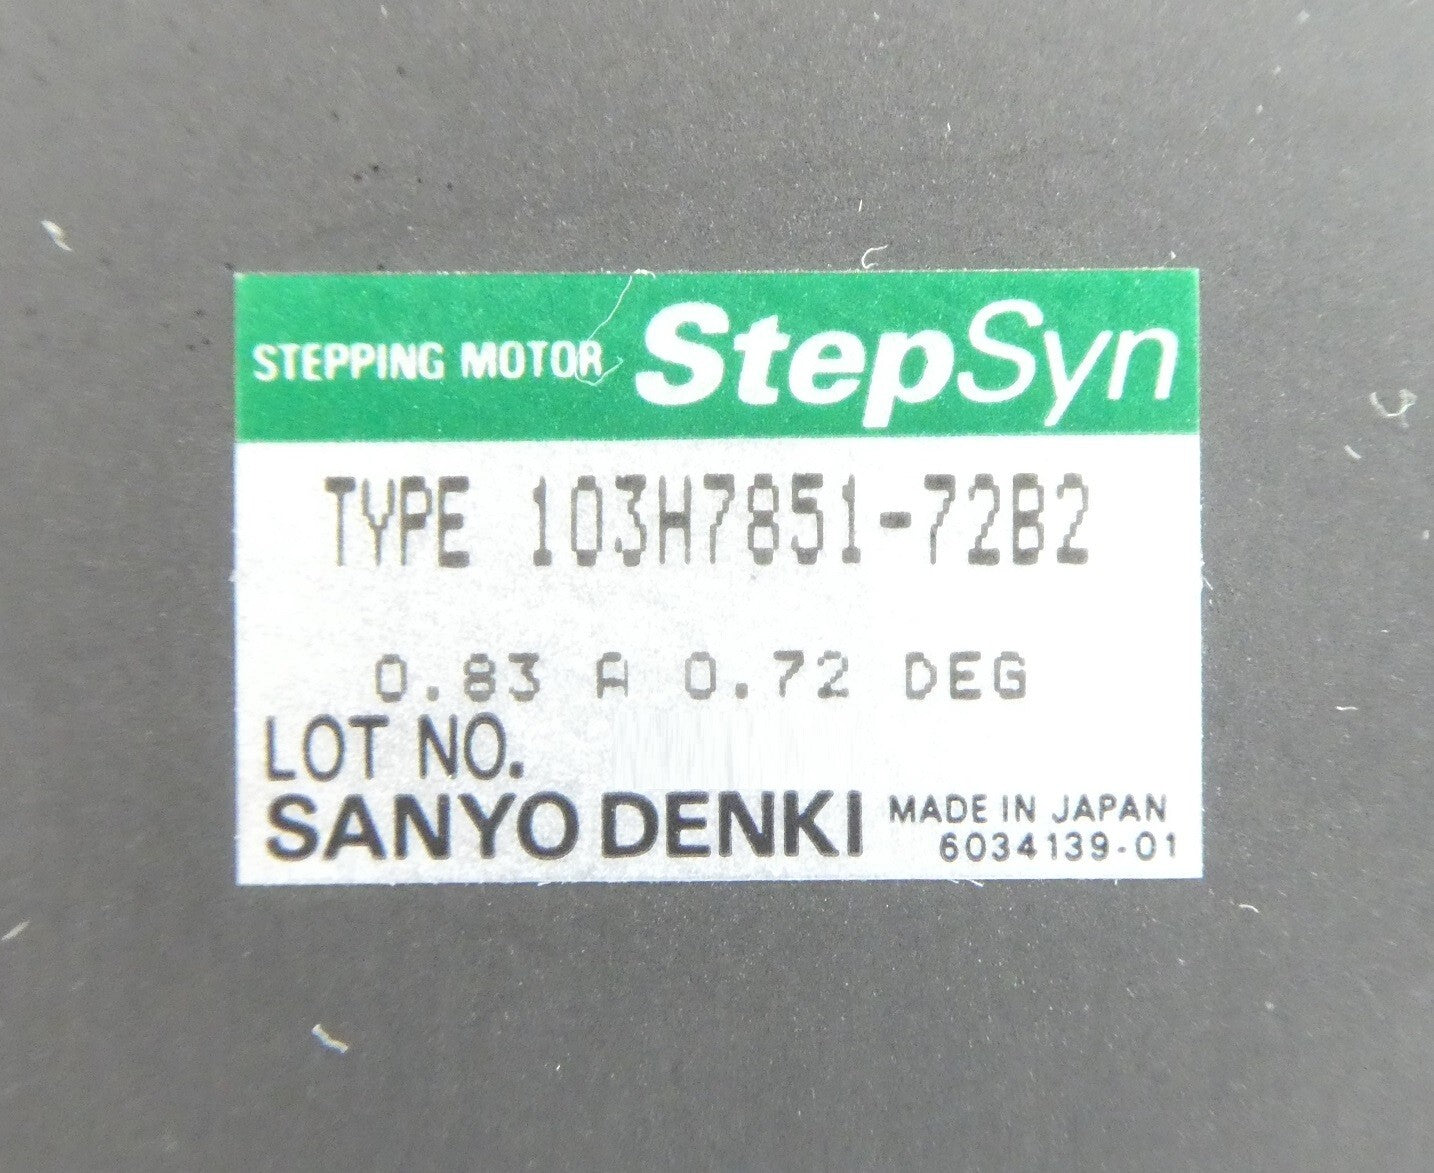 STEPPING MOTOR StepSyn
TYPE 103H7851-72B2
0.83 A 0.72 DEG
LOT NO.
SANYO DENKI MADE IN JAPAN
6034139-01